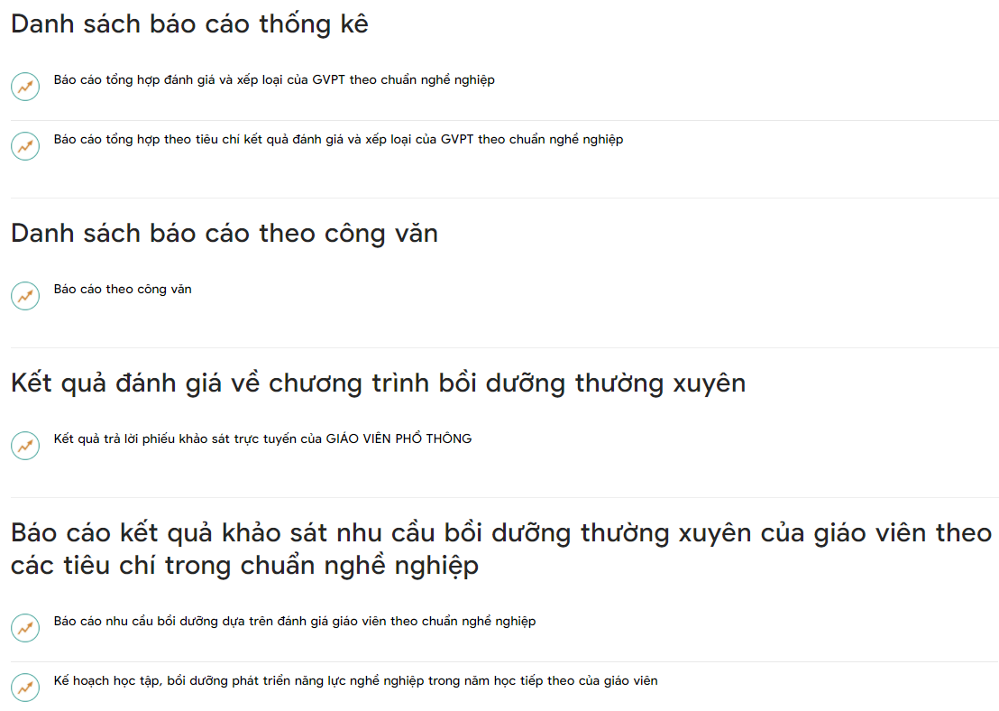 Danh sách báo cáo thống kê
Báo cáo tổng hợp đánh giá và xếp loại của GVPT theo chuẩn nghề nghiệp
Báo cáo tổng hợp theo tiêu chí kết quả đánh giá và xếp loại của GVPT theo chuẩn nghề nghiệp
Danh sách báo cáo theo công văn
Báo cáo theo công văn
Kết quả đánh giá về chương trình bồi dưỡng thường xuyên
Kết quả trả lời phiếu khảo sát trực tuyến của GIÁO VIÊN PHỔ THÔNG
Báo cáo kết quả khảo sát nhu cầu bồi dưỡng thường xuyên của giáo viên theo
các tiêu chí trong chuẩn nghề nghiệp
Báo cáo nhu cầu bồi dưỡng dựa trên đánh giá giáo viên theo chuẩn nghề nghiệp
Kế hoạch học tập, bồi dưỡng phát triển năng lực nghề nghiệp trong năm học tiếp theo của giáo viên